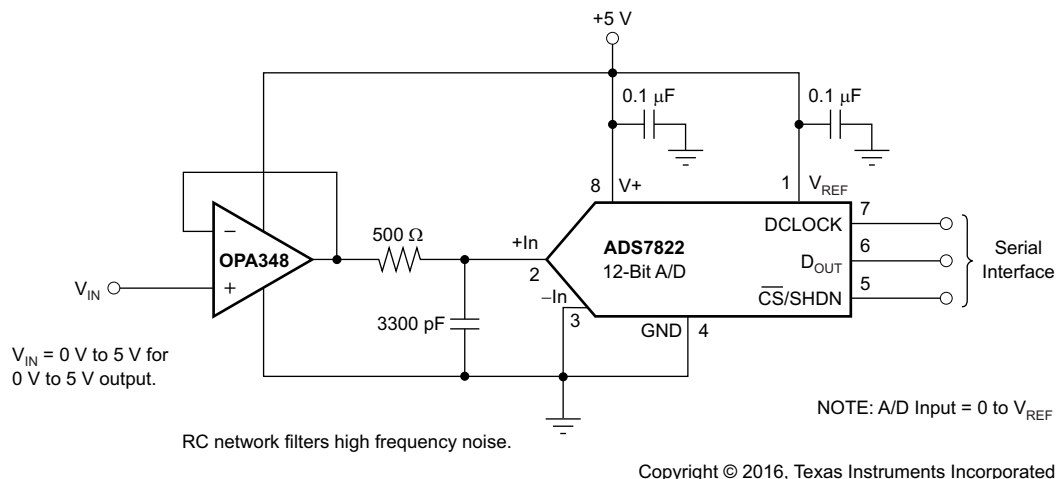 +5 V
0.1 μF
0.1 μF
8
V+
1
VREF
7
DCLOCK
500 Ω
+In
ADS7822
6
−
OPA348
2
12-Bit A/D
DOUT
Serial
Interface
VIN
+
−In
5
CS/SHDN
3300 pF
3
GND
4
VIN = 0 V to 5 V for
0 V to 5 V output.
NOTE: A/D Input = 0 to VREF
RC network filters high frequency noise.
Copyright © 2016, Texas Instruments Incorporated